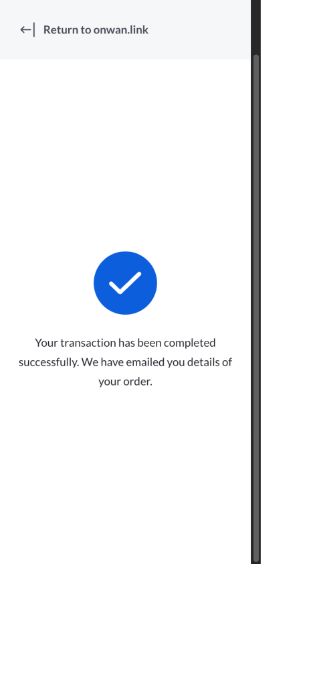 Return to onwan.link
Your transaction has been completed
successfully. We have emailed you details of
your order.